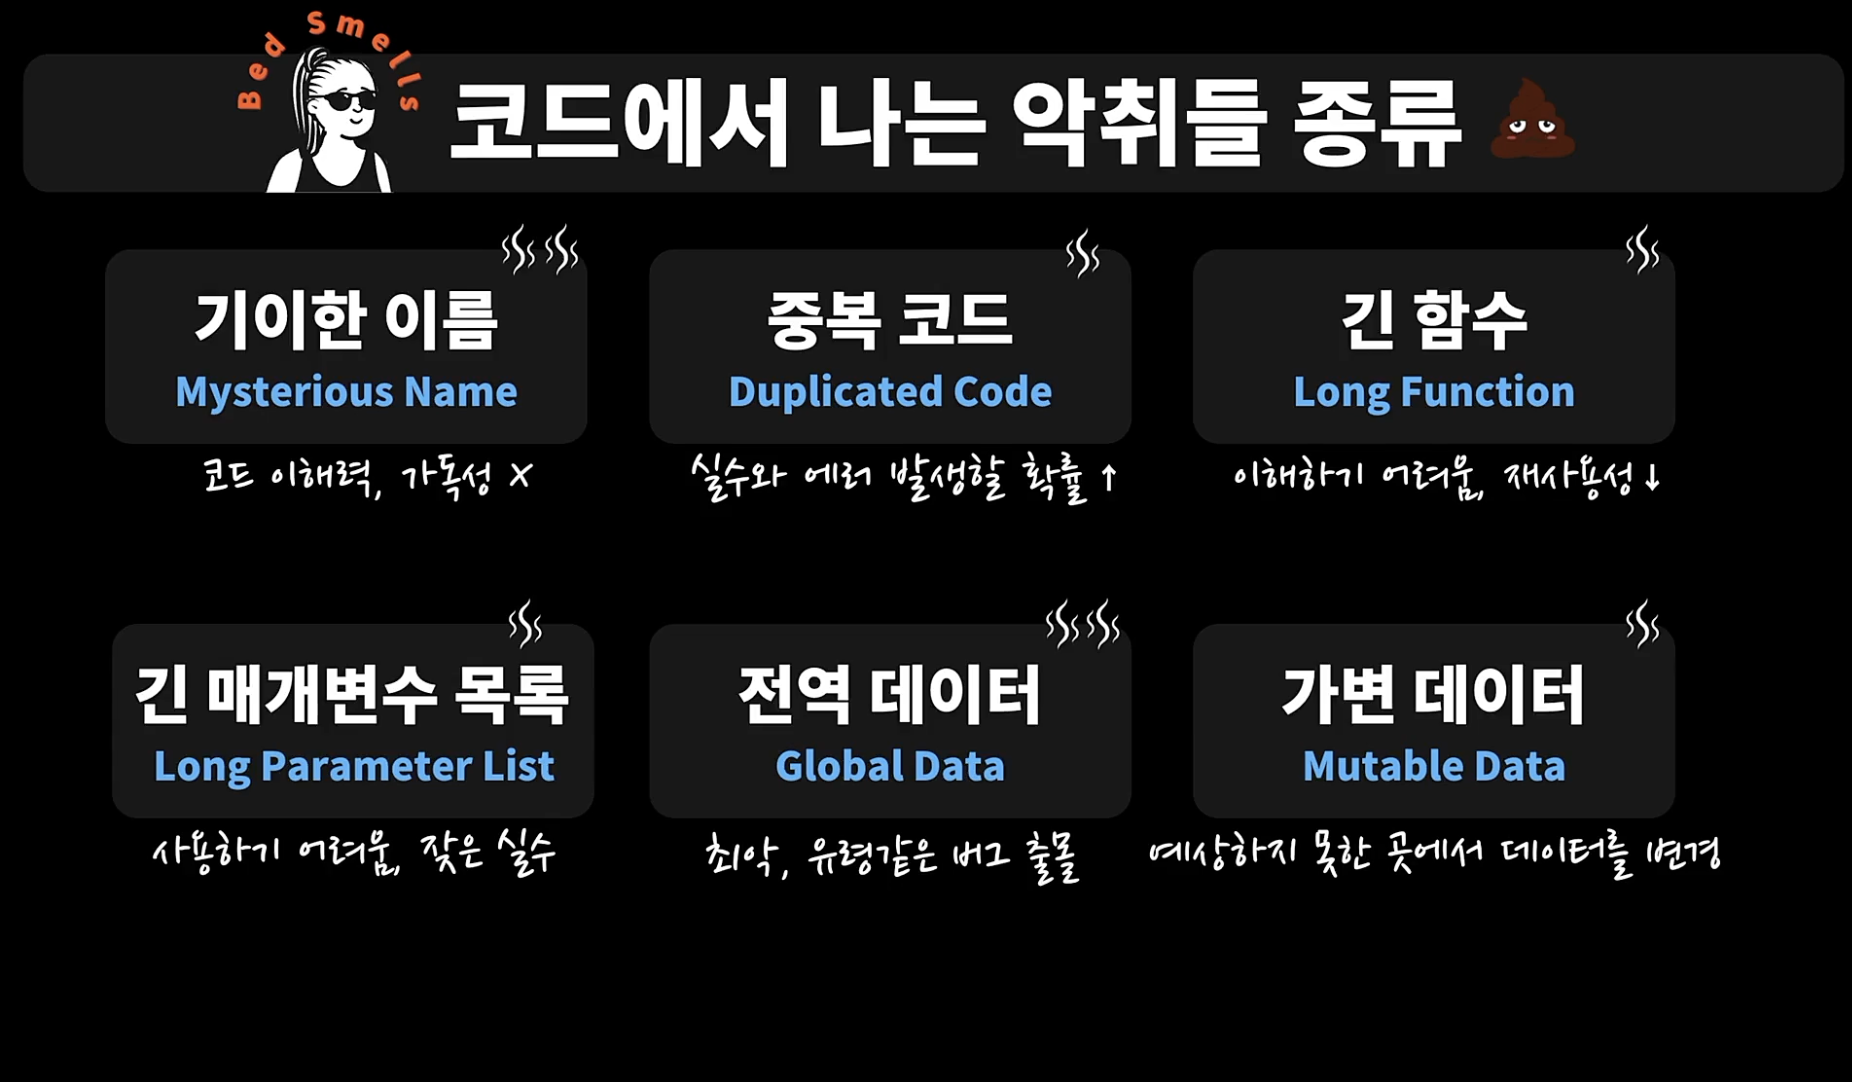 Bed Smells
코드에서 나는 악취들 종류
기이한 이름
Mysterious Name
코드 이해력, 가독성 X
중복 코드
Duplicated Code
실수와 에러 발생할 확률 ↑
긴 함수
Long Function
이해하기 어려움, 재사용성 ↓
긴 매개변수 목록
Long Parameter List
사용하기 어려움, 잦은 실수
전역 데이터
Global Data
최악, 유령같은 버그 출몰
가변 데이터
Mutable Data
예상하지 못한 곳에서 데이터를 변경